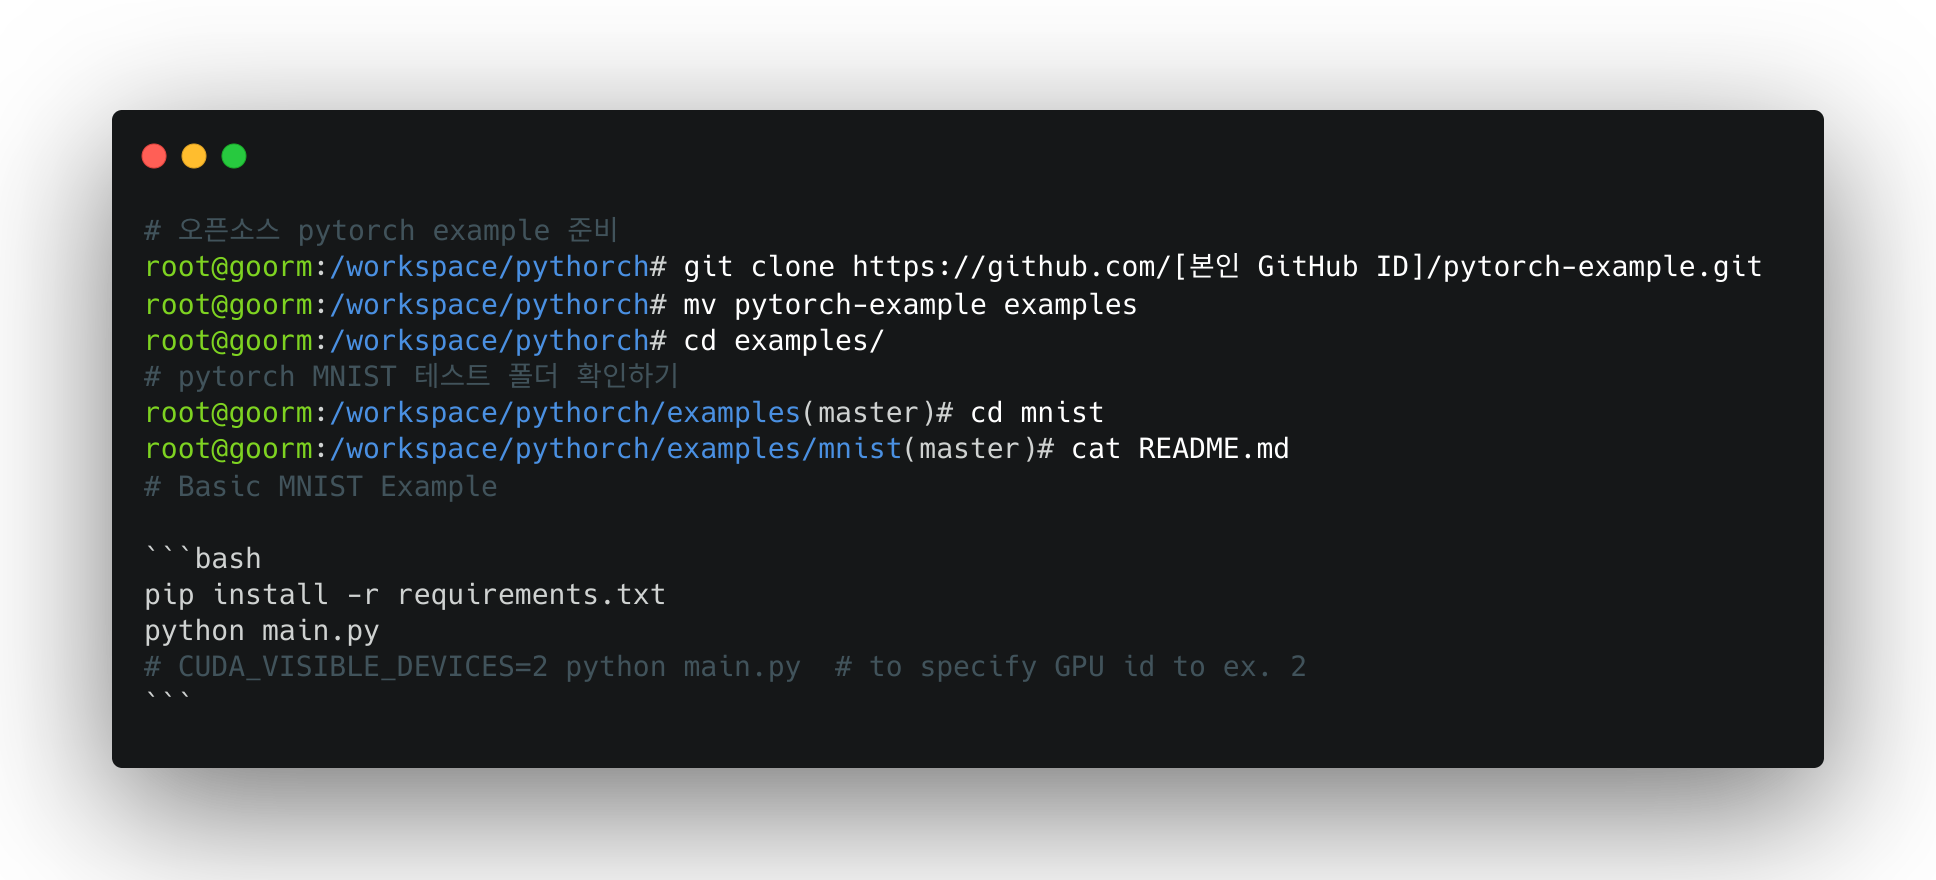 # 오픈소스 pytorch example 준비
root@goorm:/workspace/pythorch# git clone https://github.com/[본인 GitHub ID]/pytorch-example.git
root@goorm:/workspace/pythorch# mv pytorch-example examples
root@goorm:/workspace/pythorch# cd examples/
# pytorch MNIST 테스트 폴더 확인하기
root@goorm:/workspace/pythorch/examples(master)# cd mnist
root@goorm:/workspace/pythorch/examples/mnist(master)# cat README.md
# Basic MNIST Example

```bash
pip install -r requirements.txt
python main.py
# CUDA_VISIBLE_DEVICES=2 python main.py  # to specify GPU id to ex. 2
```